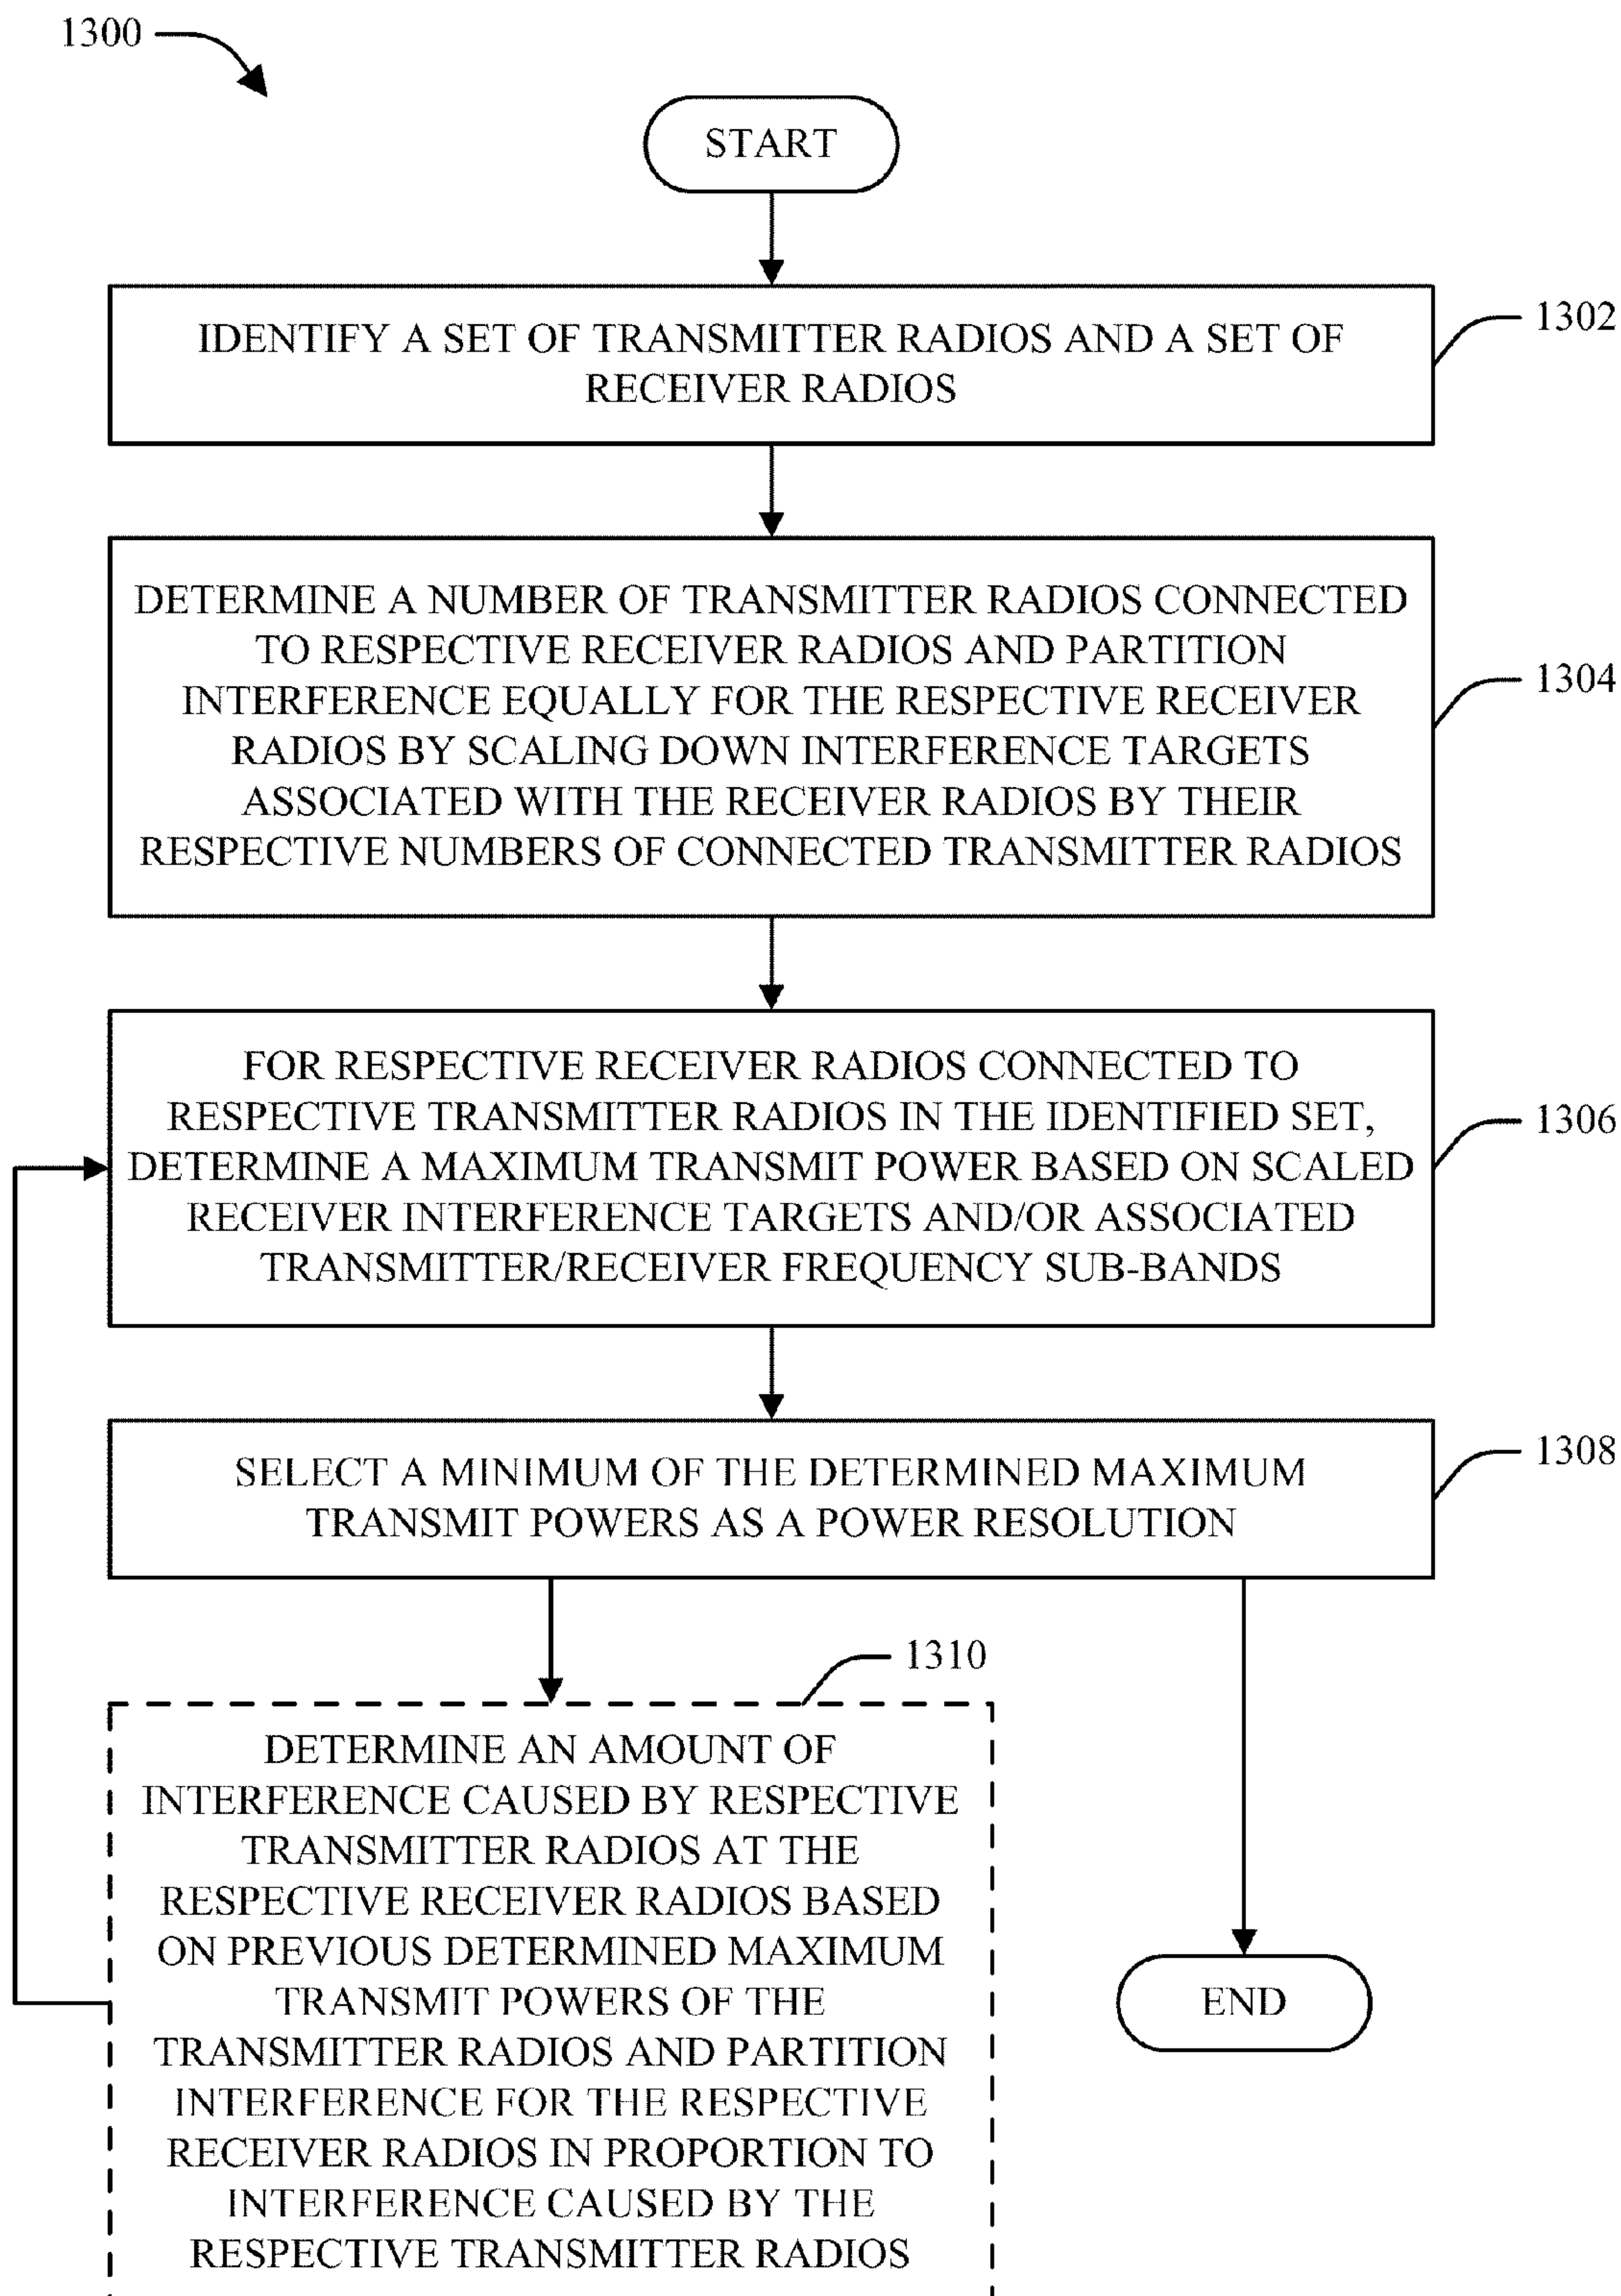 1300
START
IDENTIFY A SET OF TRANSMITTER RADIOS AND A SET OF
RECEIVER RADIOS
1302
DETERMINE A NUMBER OF TRANSMITTER RADIOS CONNECTED
TO RESPECTIVE RECEIVER RADIOS AND PARTITION
INTERFERENCE EQUALLY FOR THE RESPECTIVE RECEIVER
RADIOS BY SCALING DOWN INTERFERENCE TARGETS
ASSOCIATED WITH THE RECEIVER RADIOS BY THEIR
RESPECTIVE NUMBERS OF CONNECTED TRANSMITTER RADIOS
1304
FOR RESPECTIVE RECEIVER RADIOS CONNECTED TO
RESPECTIVE TRANSMITTER RADIOS IN THE IDENTIFIED SET,
DETERMINE A MAXIMUM TRANSMIT POWER BASED ON SCALED
RECEIVER INTERFERENCE TARGETS AND/OR ASSOCIATED
TRANSMITTER/RECEIVER FREQUENCY SUB-BANDS
1306
SELECT A MINIMUM OF THE DETERMINED MAXIMUM
TRANSMIT POWERS AS A POWER RESOLUTION
1308
1310
DETERMINE AN AMOUNT OF
INTERFERENCE CAUSED BY RESPECTIVE
TRANSMITTER RADIOS AT THE
RESPECTIVE RECEIVER RADIOS BASED
ON PREVIOUS DETERMINED MAXIMUM
TRANSMIT POWERS OF THE
TRANSMITTER RADIOS AND PARTITION
INTERFERENCE FOR THE RESPECTIVE
RECEIVER RADIOS IN PROPORTION TO
INTERFERENCE CAUSED BY THE
RESPECTIVE TRANSMITTER RADIOS
END